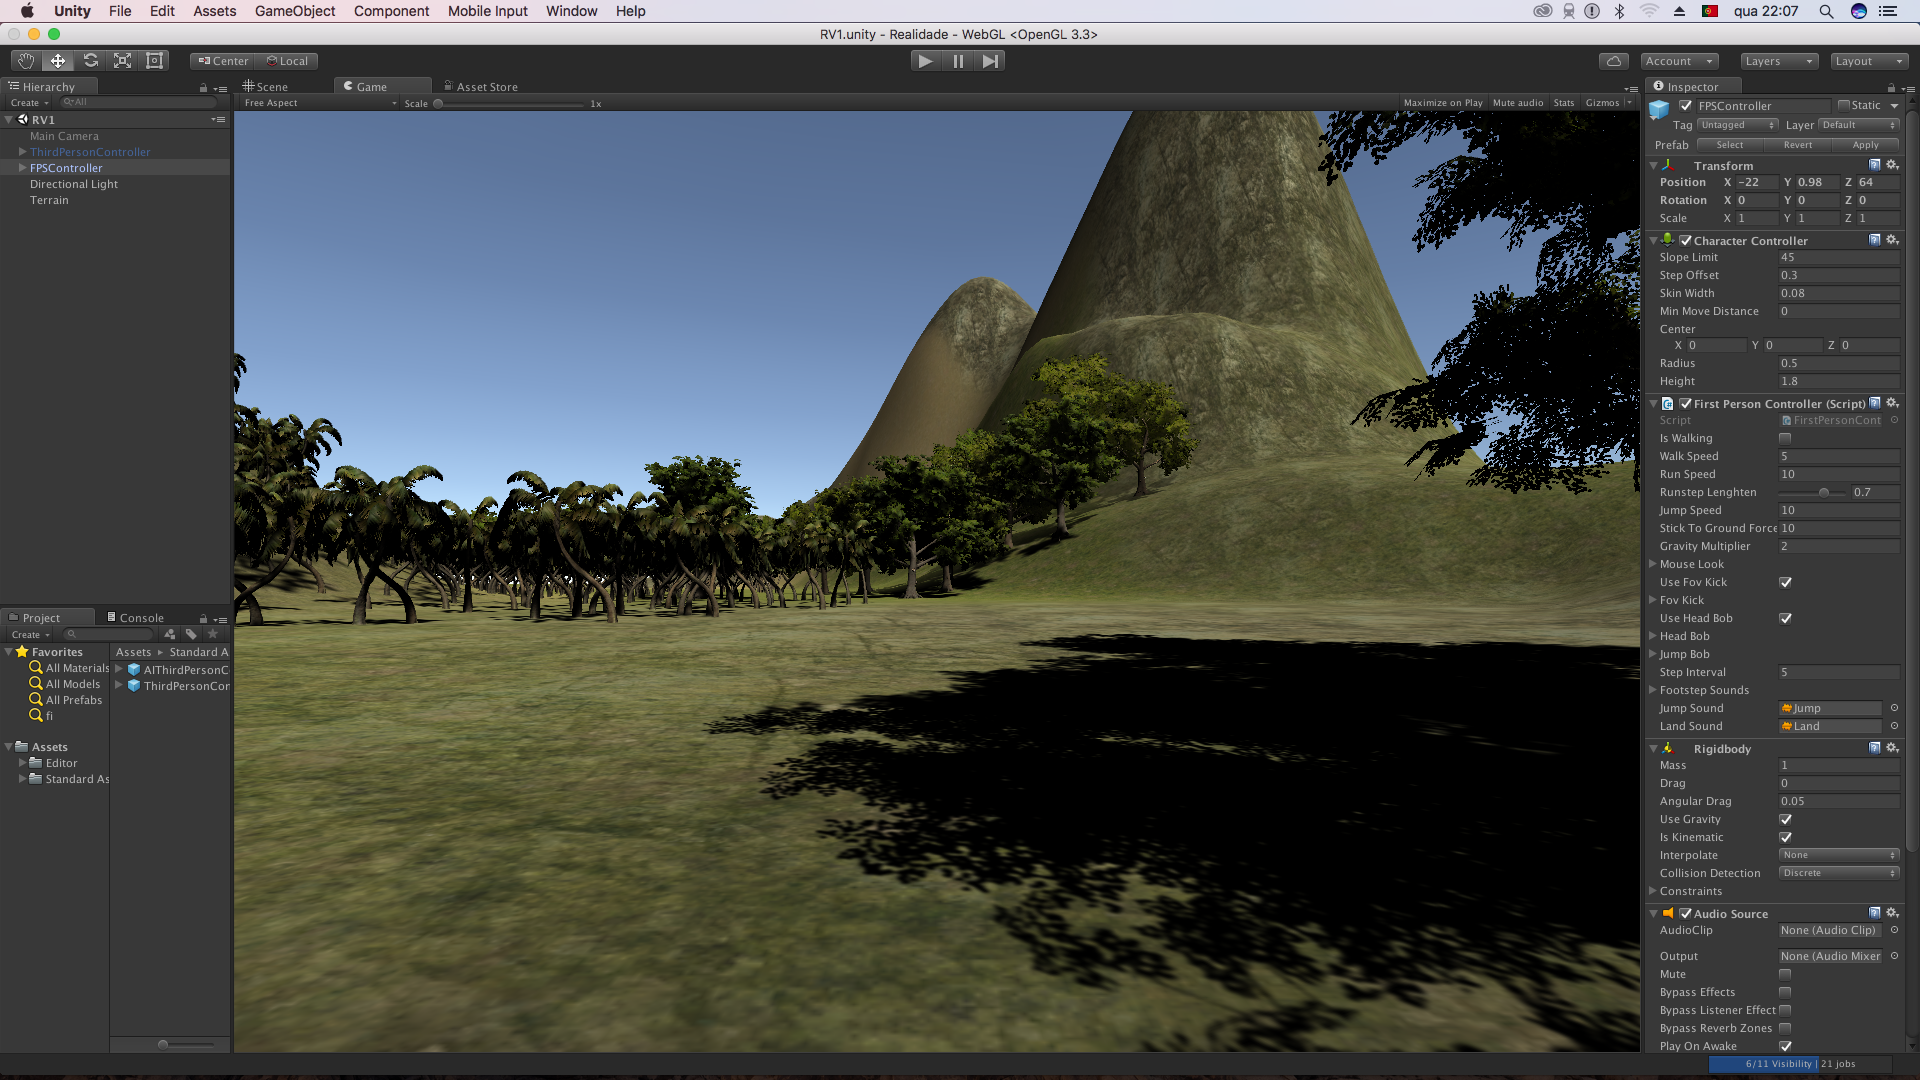 Unity File Edit Assets GameObject Component Mobile Input Window Help qua 22:07
RV1.unity - Realidade - WebGL <OpenGL 3.3>
Center Local Account Layers Layout
Hierarchy
Create All
RV1
Main Camera
ThirdPersonController
FPSController
Directional Light
Terrain
Scene Game Asset Store
Free Aspect Scale 1x Maximize on Play Mute audio Stats Gizmos
Project Console
Create
Favorites
All Materials
All Models
All Prefabs
fi
Assets
Editor
Standard As
Assets ▸ Standard A
AIThirdPersonC
ThirdPersonCon
Inspector
FPSController Static
Tag Untagged Layer Default
Prefab Select Revert Apply
Transform
Position X -22 Y 0.98 Z 64
Rotation X 0 Y 0 Z 0
Scale X 1 Y 1 Z 1
Character Controller
Slope Limit 45
Step Offset 0.3
Skin Width 0.08
Min Move Distance 0
Center
X 0 Y 0 Z 0
Radius 0.5
Height 1.8
First Person Controller (Script)
Script FirstPersonCont
Is Walking
Walk Speed 5
Run Speed 10
Runstep Lenghten 0.7
Jump Speed 10
Stick To Ground Force 10
Gravity Multiplier 2
Mouse Look
Use Fov Kick
Fov Kick
Use Head Bob
Head Bob
Jump Bob
Step Interval 5
Footstep Sounds
Jump Sound Jump
Land Sound Land
Rigidbody
Mass 1
Drag 0
Angular Drag 0.05
Use Gravity
Is Kinematic
Interpolate None
Collision Detection Discrete
Constraints
Audio Source
AudioClip None (Audio Clip)
Output None (Audio Mixer
Mute
Bypass Effects
Bypass Listener Effect
Bypass Reverb Zones
Play On Awake
6/11 Visibility | 21 jobs